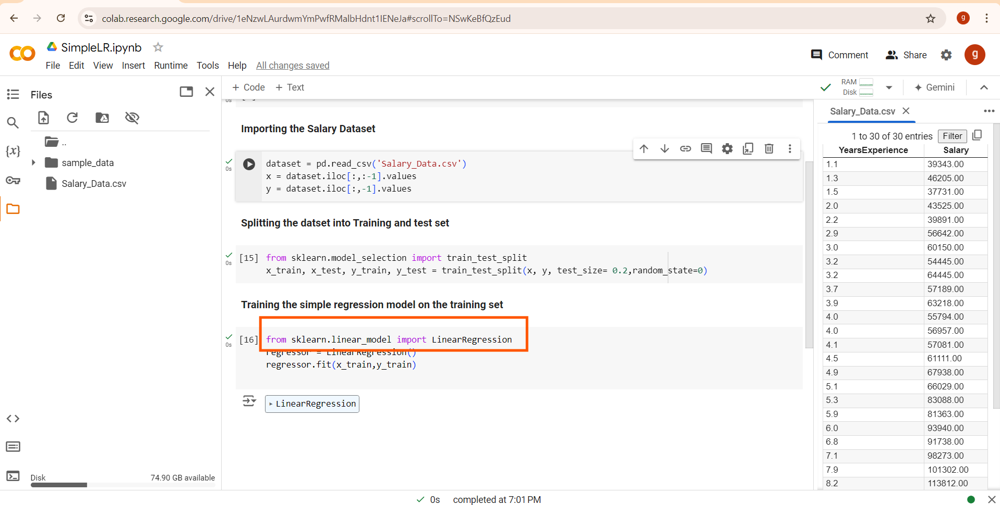 colab.research.google.com/drive/1eNzwLAurdwmYmPwfRMalbHdnt1IENeJa#scrollTo=NSwKeBfQzEud
g
SimpleLR.ipynb
File Edit View Insert Runtime Tools Help All changes saved
Comment Share g
Files
+ Code + Text
RAM
Disk
Gemini
..
sample_data
Salary_Data.csv
Disk 74.90 GB available
0s
Importing the Salary Dataset
0s
dataset = pd.read_csv('Salary_Data.csv')
x = dataset.iloc[:,:-1].values
y = dataset.iloc[:,-1].values
Splitting the datset into Training and test set
0s
[15] from sklearn.model_selection import train_test_split
x_train, x_test, y_train, y_test = train_test_split(x, y, test_size= 0.2,random_state=0)
Training the simple regression model on the training set
0s
[16] from sklearn.linear_model import LinearRegression
regressor = LinearRegression()
regressor.fit(x_train,y_train)
LinearRegression
Salary_Data.csv
1 to 30 of 30 entries Filter
YearsExperience Salary
1.1 39343.00
1.3 46205.00
1.5 37731.00
2.0 43525.00
2.2 39891.00
2.9 56642.00
3.0 60150.00
3.2 54445.00
3.2 64445.00
3.7 57189.00
3.9 63218.00
4.0 55794.00
4.0 56957.00
4.1 57081.00
4.5 61111.00
4.9 67938.00
5.1 66029.00
5.3 83088.00
5.9 81363.00
6.0 93940.00
6.8 91738.00
7.1 98273.00
7.9 101302.00
8.2 113812.00
0s completed at 7:01 PM